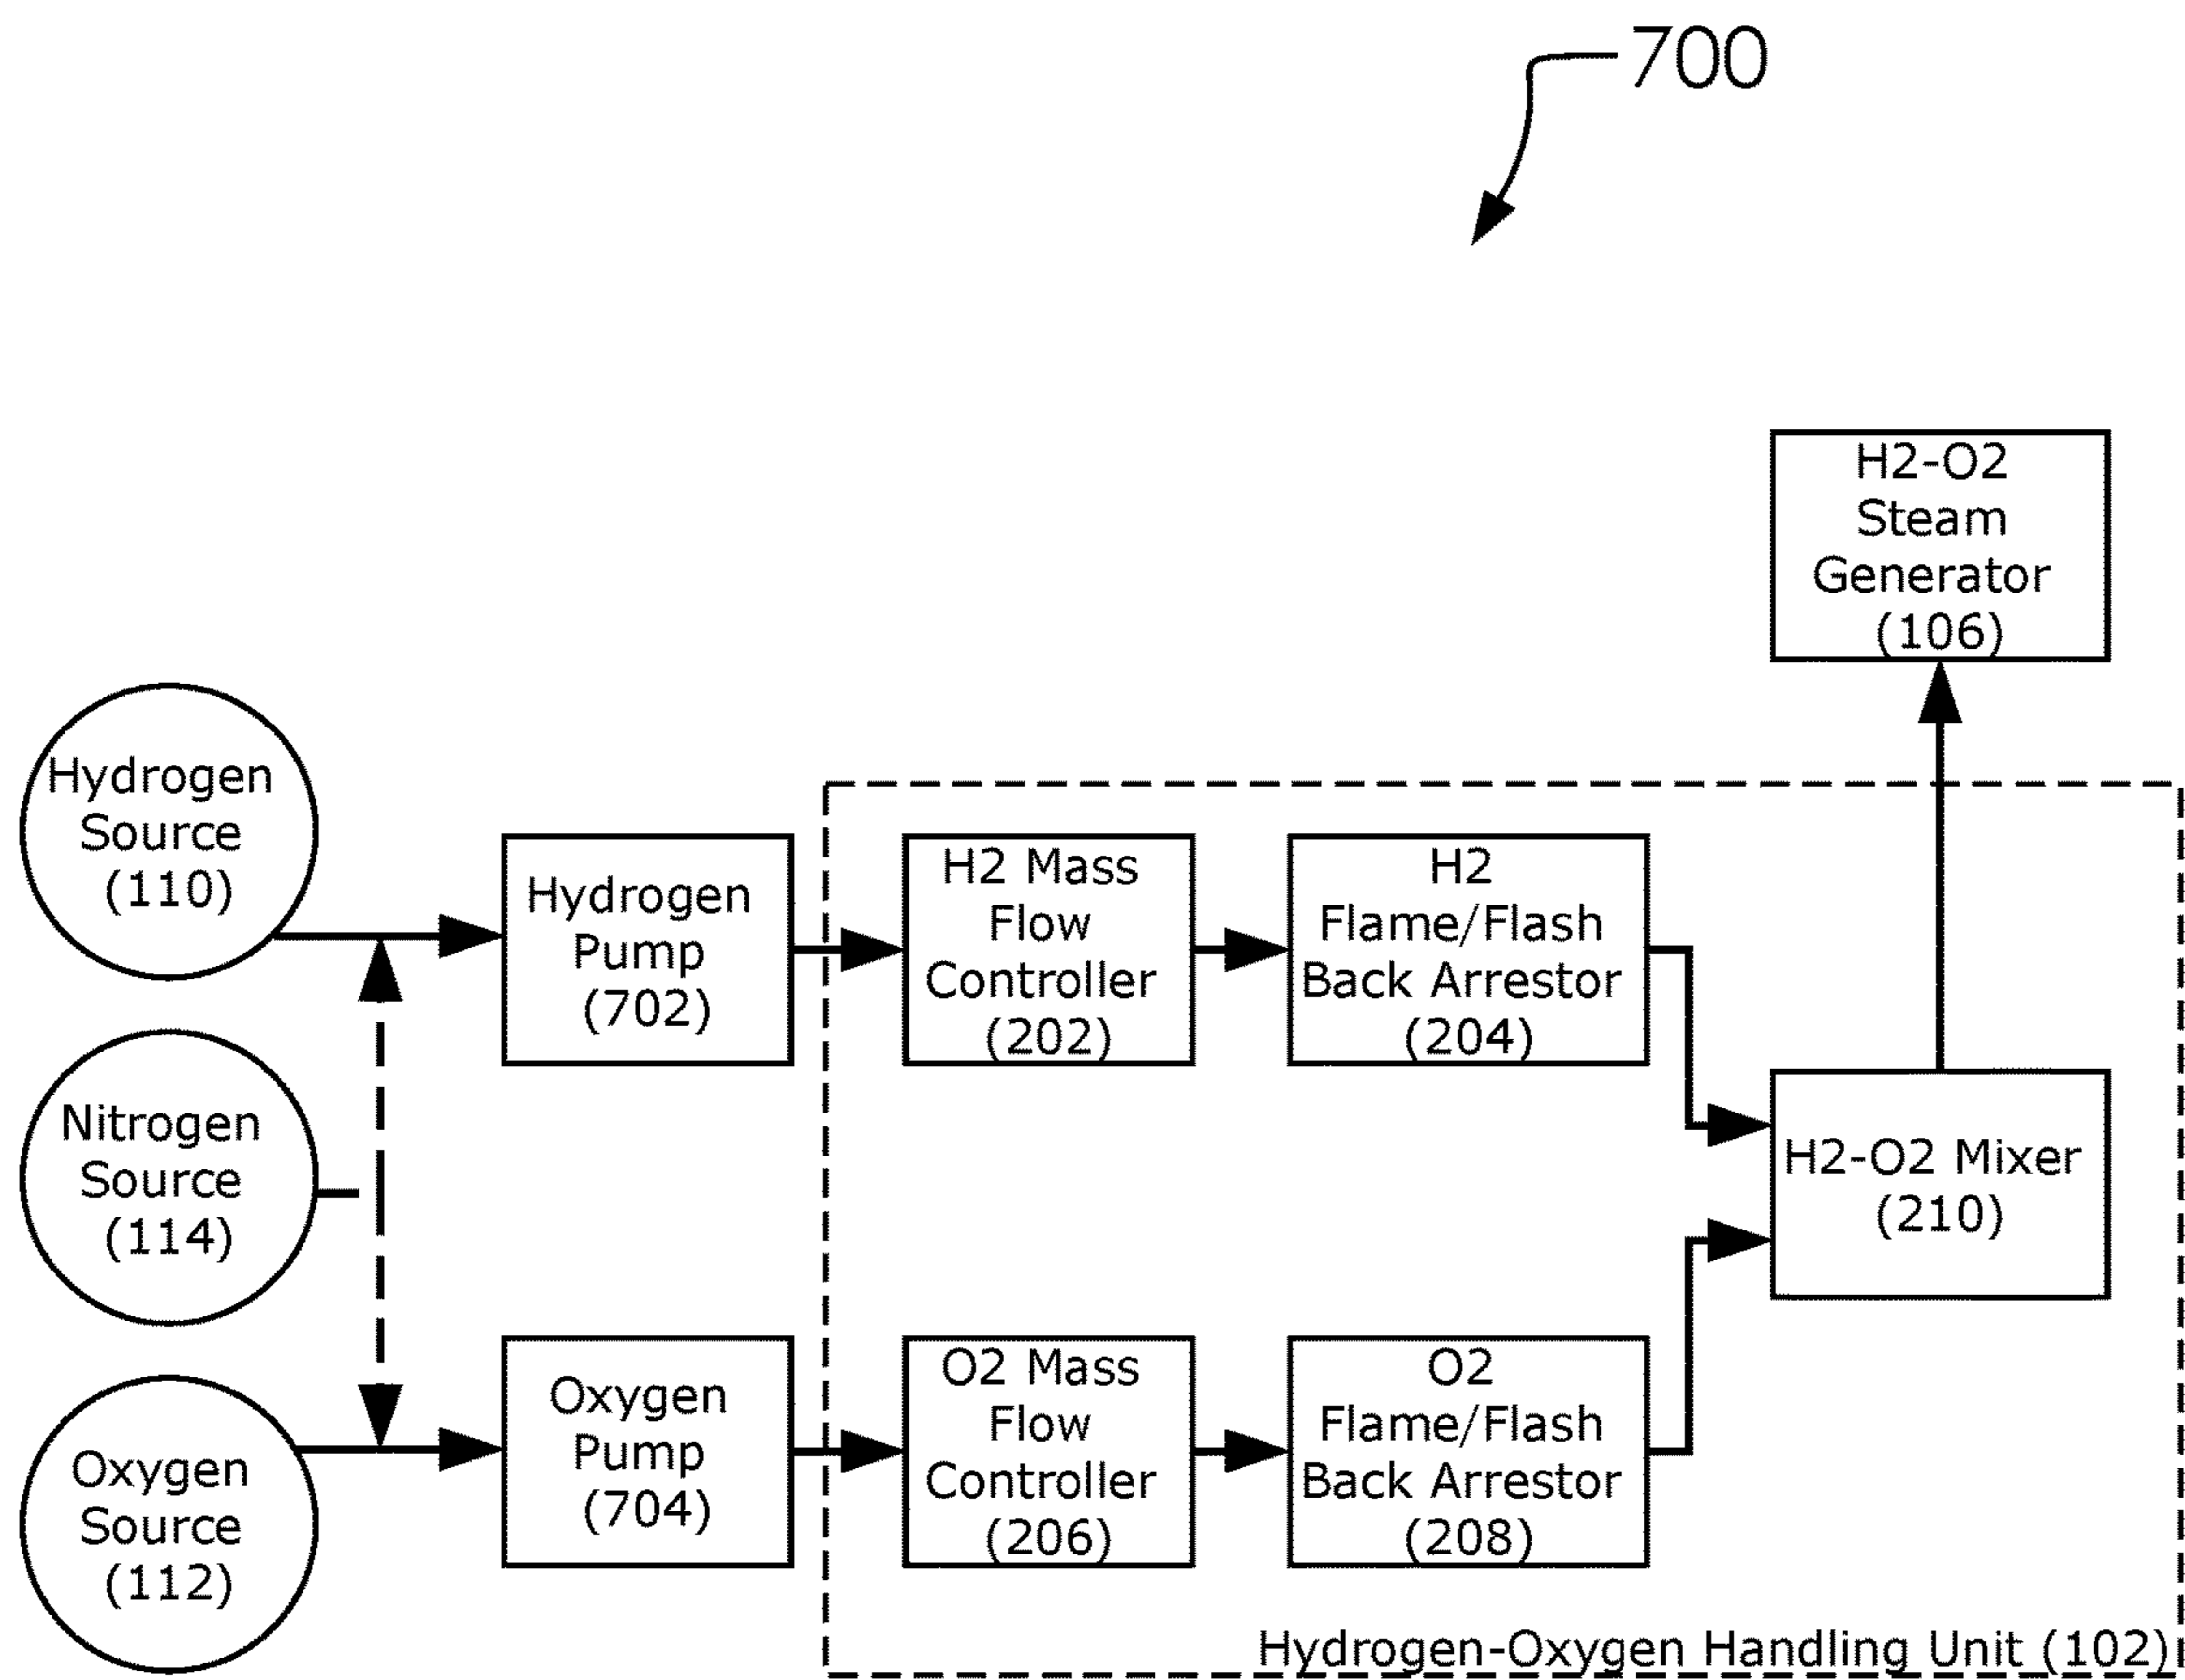 700
H2-O2
Steam
Generator
(106)
Hydrogen
Source
(110)
Hydrogen
Pump
(702)
H2 Mass
Flow
Controller
(202)
H2
Flame/Flash
Back Arrestor
(204)
Nitrogen
Source
(114)
H2-O2 Mixer
(210)
Oxygen
Source
(112)
Oxygen
Pump
(704)
O2 Mass
Flow
Controller
(206)
O2
Flame/Flash
Back Arrestor
(208)
Hydrogen-Oxygen Handling Unit (102)